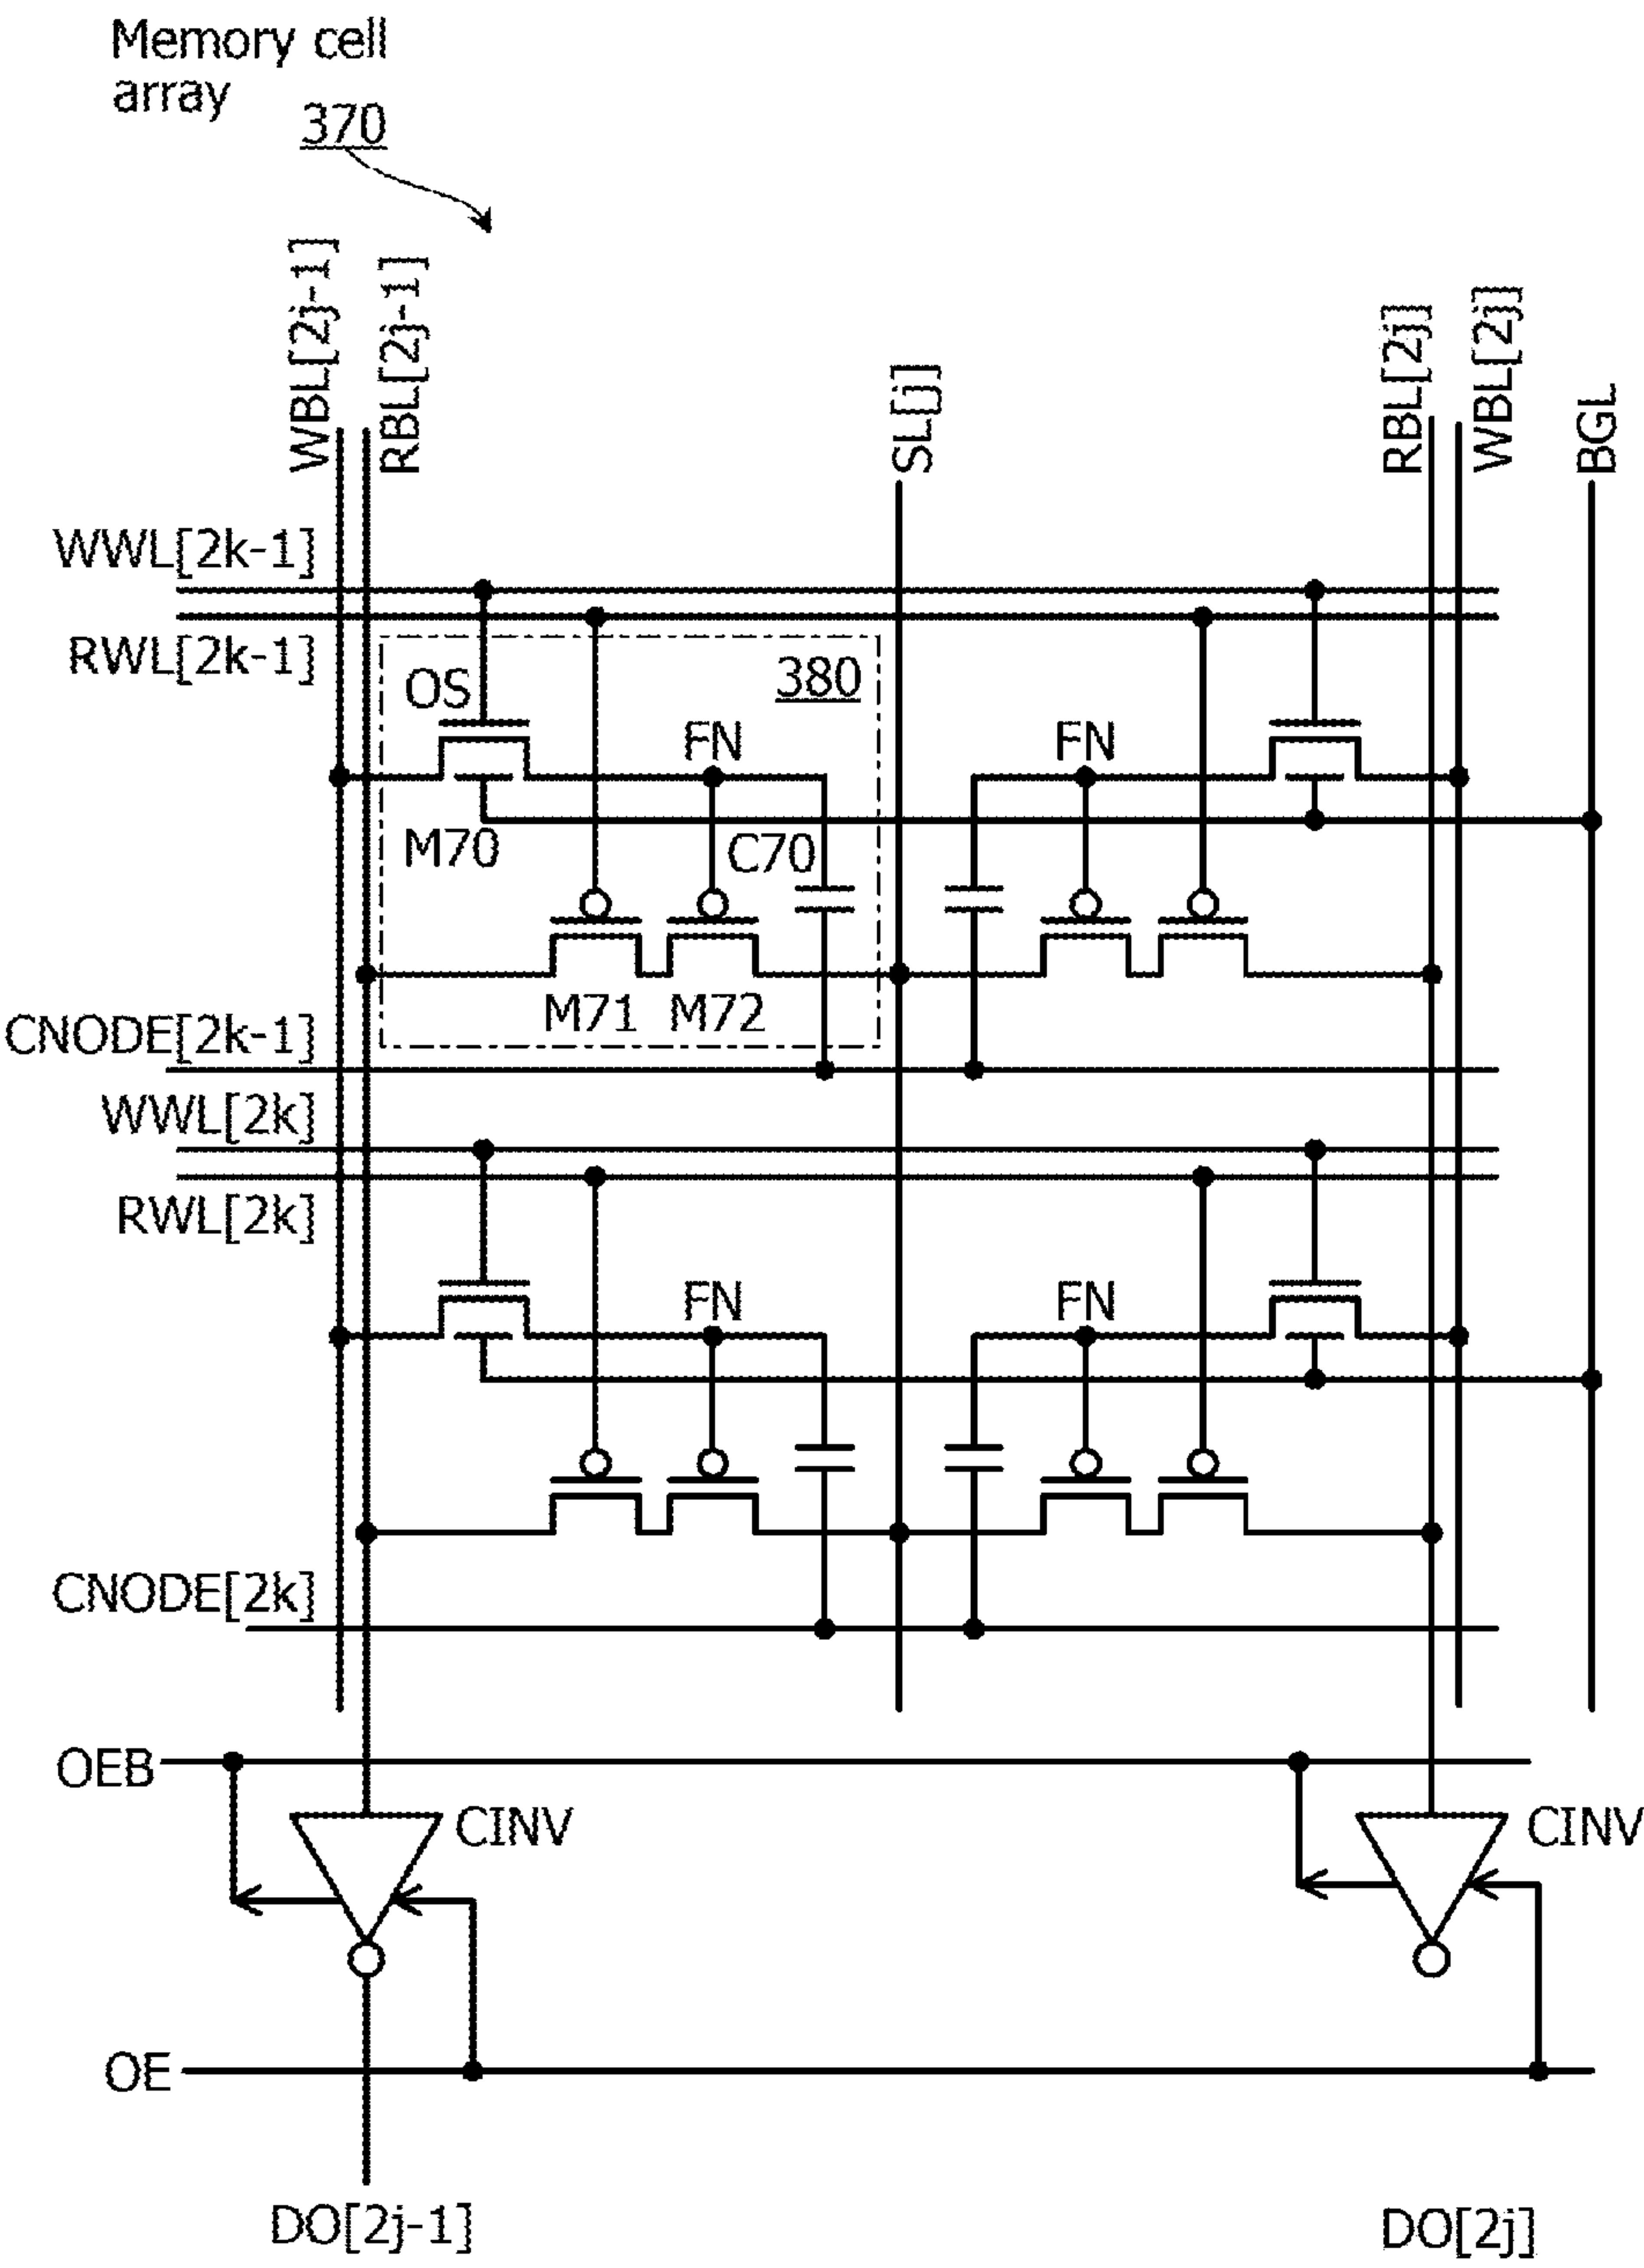 Memory cell
array
370
WBL[2j-1]
RBL[2j-1]
SL[j]
RBL[2j]
WBL[2j]
BGL
WWL[2k-1]
RWL[2k-1]
OS
380
FN
FN
M70
C70
M71
M72
CNODE[2k-1]
WWL[2k]
RWL[2k]
FN
FN
CNODE[2k]
OEB
CINV
CINV
OE
DO[2j-1]
DO[2j]